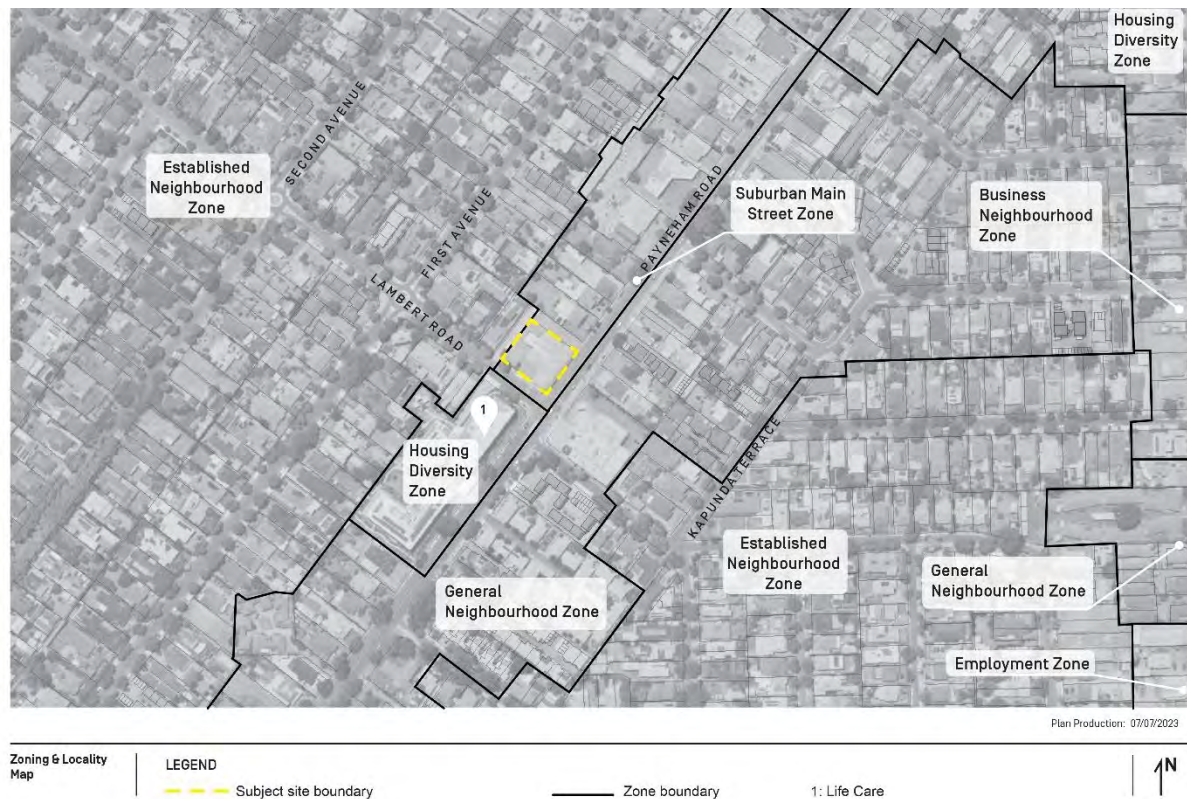 Housing
Diversity
Zone
SECOND AVENUE
Established
Neighbourhood
Zone
FIRST AVENUE
PAYNEHAM ROAD
Suburban Main
Street Zone
Business
Neighbourhood
Zone
LAMBERT ROAD
1
Housing
Diversity
Zone
KAPUNDA TERRACE
Established
Neighbourhood
Zone
General
Neighbourhood Zone
General
Neighbourhood Zone
Employment Zone
Plan Production: 07/07/2023
Zoning & Locality
Map
LEGEND
Subject site boundary
Zone boundary
1: Life Care
N